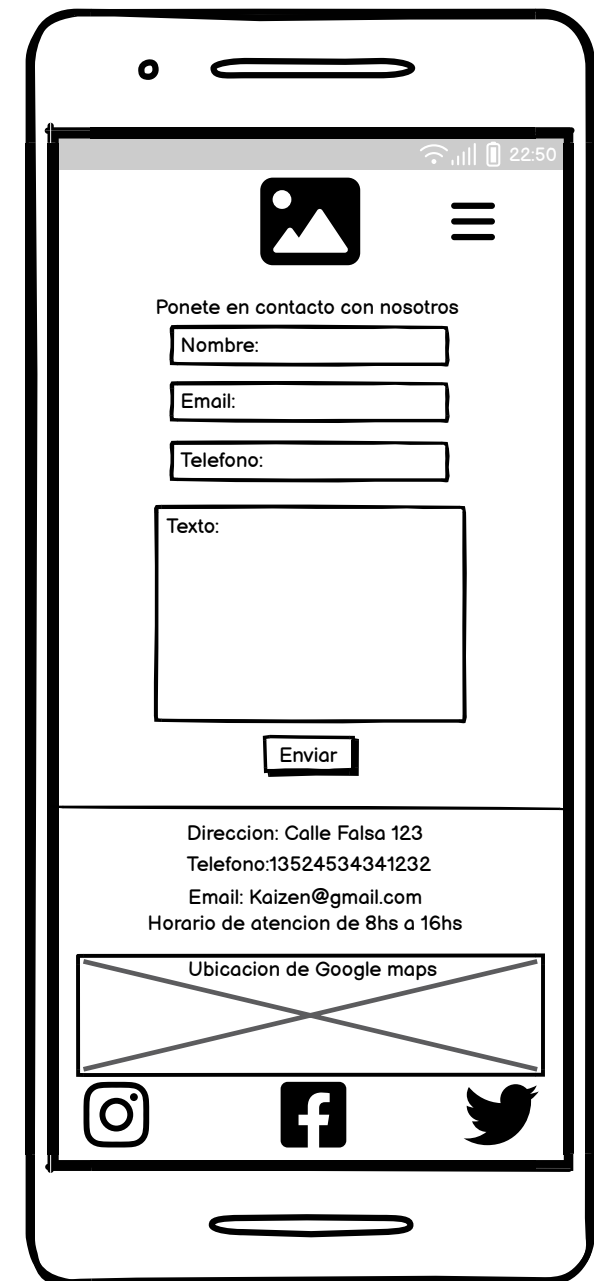 22:50
Ponete en contacto con nosotros
Nombre:
Email:
Telefono:
Texto:
Enviar
Direccion: Calle Falsa 123
Telefono:13524534341232
Email: Kaizen@gmail.com
Horario de atencion de 8hs a 16hs
Ubicacion de Google maps